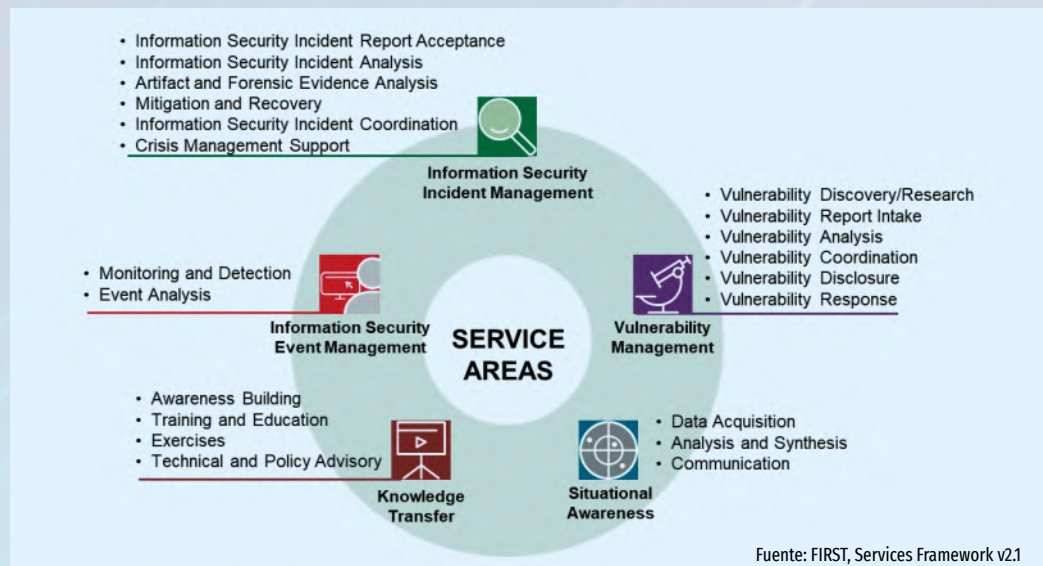 • Information Security Incident Report Acceptance
• Information Security Incident Analysis
• Artifact and Forensic Evidence Analysis
• Mitigation and Recovery
• Information Security Incident Coordination
• Crisis Management Support
Information Security
Incident Management
• Vulnerability Discovery/Research
• Vulnerability Report Intake
• Vulnerability Analysis
• Vulnerability Coordination
• Vulnerability Disclosure
• Vulnerability Response
Vulnerability
Management
• Monitoring and Detection
• Event Analysis
Information Security
Event Management
SERVICE
AREAS
• Awareness Building
• Training and Education
• Exercises
• Technical and Policy Advisory
Knowledge
Transfer
• Data Acquisition
• Analysis and Synthesis
• Communication
Situational
Awareness
Fuente: FIRST, Services Framework v2.1